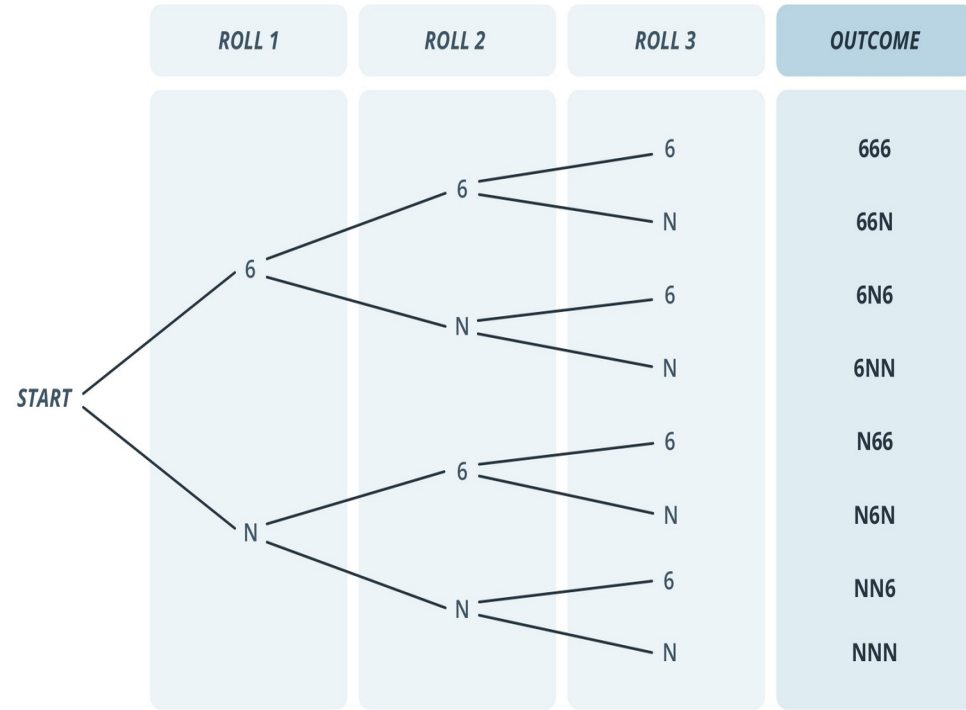 ROLL 1 ROLL 2 ROLL 3 OUTCOME
6 666
6
N 66N
6
6 6N6
N
N 6NN
START
6 N66
6
N N6N
N
6 NN6
N
N NNN